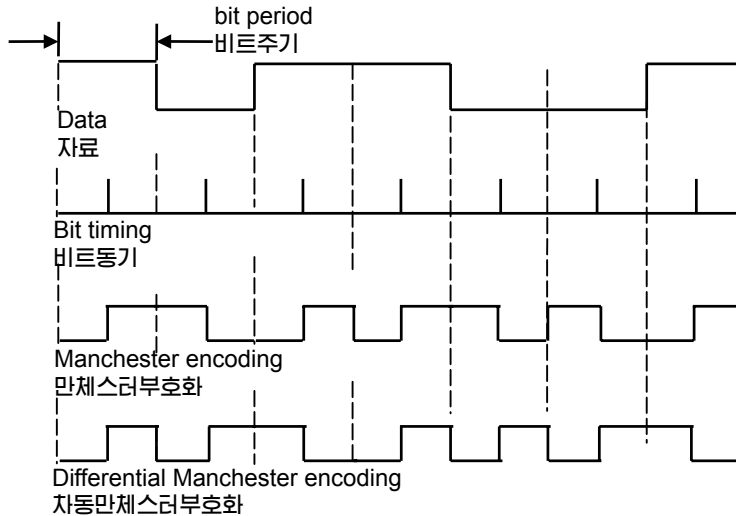 bit period
비트주기
Data
자료
Bit timing
비트동기
Manchester encoding
만체스터부호화
Differential Manchester encoding
차동만체스터부호화